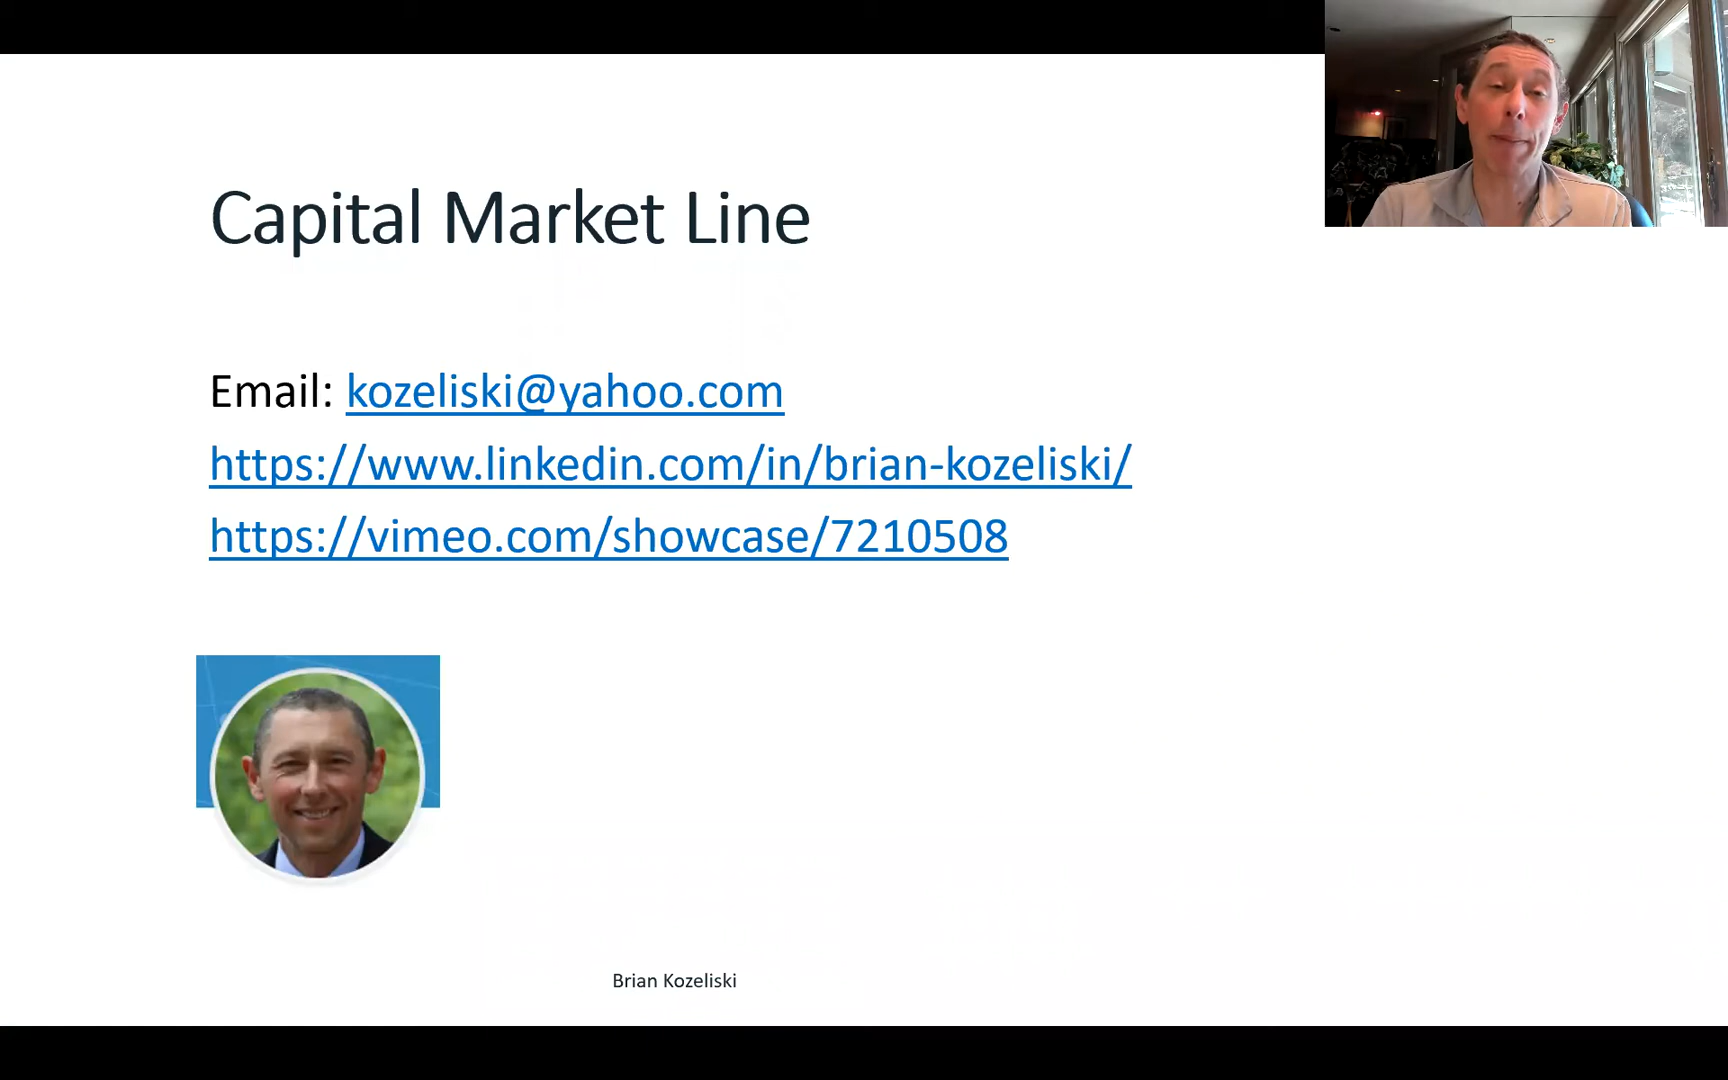 Capital Market Line
Email: kozeliski@yahoo.com
https://www.linkedin.com/in/brian-kozeliski/
https://vimeo.com/showcase/7210508
Brian Kozeliski